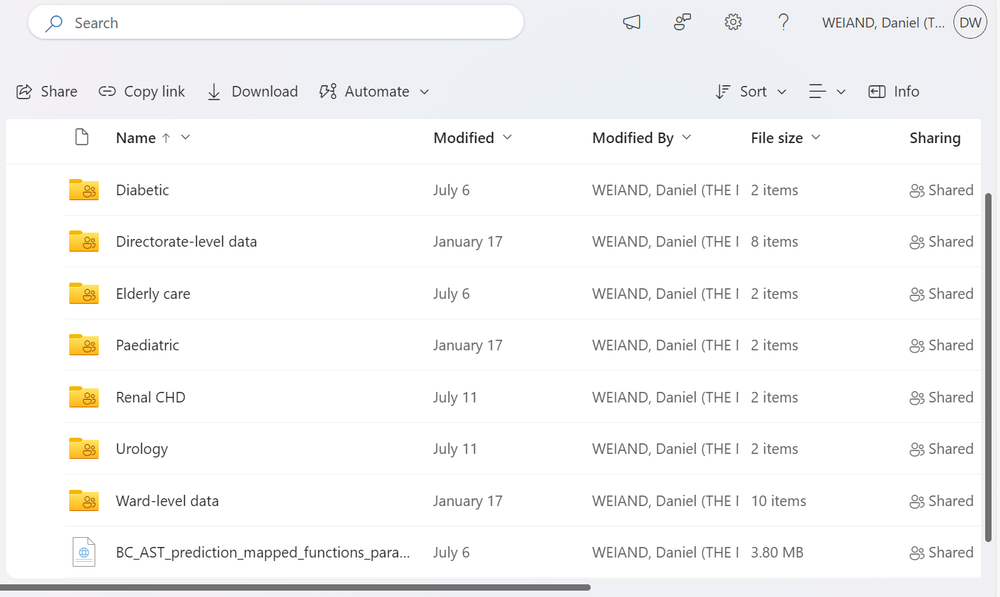 Search
WEIAND, Daniel (T... DW
Share Copy link Download Automate Sort Info
Name Modified Modified By File size Sharing
Diabetic July 6 WEIAND, Daniel (THE 2 items Shared
Directorate-level data January 17 WEIAND, Daniel (THE 8 items Shared
Elderly care July 6 WEIAND, Daniel (THE 2 items Shared
Paediatric January 17 WEIAND, Daniel (THE 2 items Shared
Renal CHD July 11 WEIAND, Daniel (THE 2 items Shared
Urology July 11 WEIAND, Daniel (THE 2 items Shared
Ward-level data January 17 WEIAND, Daniel (THE 10 items Shared
BC_AST_prediction_mapped_functions_para... July 6 WEIAND, Daniel (THE 3.80 MB Shared